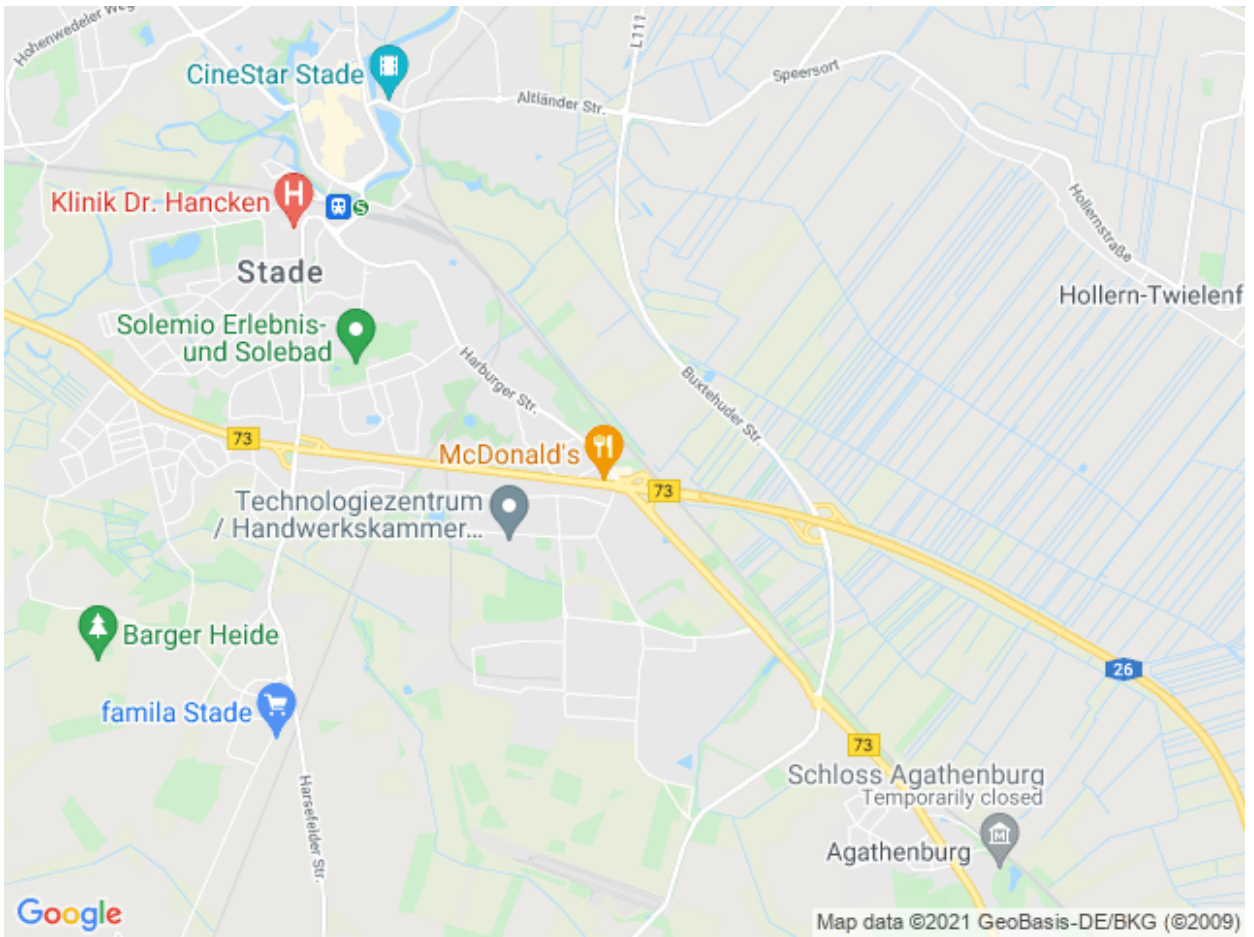 Hohenwedeler Weg
CineStar Stade
L111
Speersort
Altländer Str.
Klinik Dr. Hancken
H
S
Hollernstraße
Stade
Hollern-Twielenf
Solemio Erlebnis-
und Solebad
Harburger Str.
Buxtehuder Str.
73
McDonald's
73
Technologiezentrum
/ Handwerkskammer...
Barger Heide
26
famila Stade
73
Schloss Agathenburg
Temporarily closed
Harsefelder Str.
M
Agathenburg
Google
Map data ©2021 GeoBasis-DE/BKG (©2009)